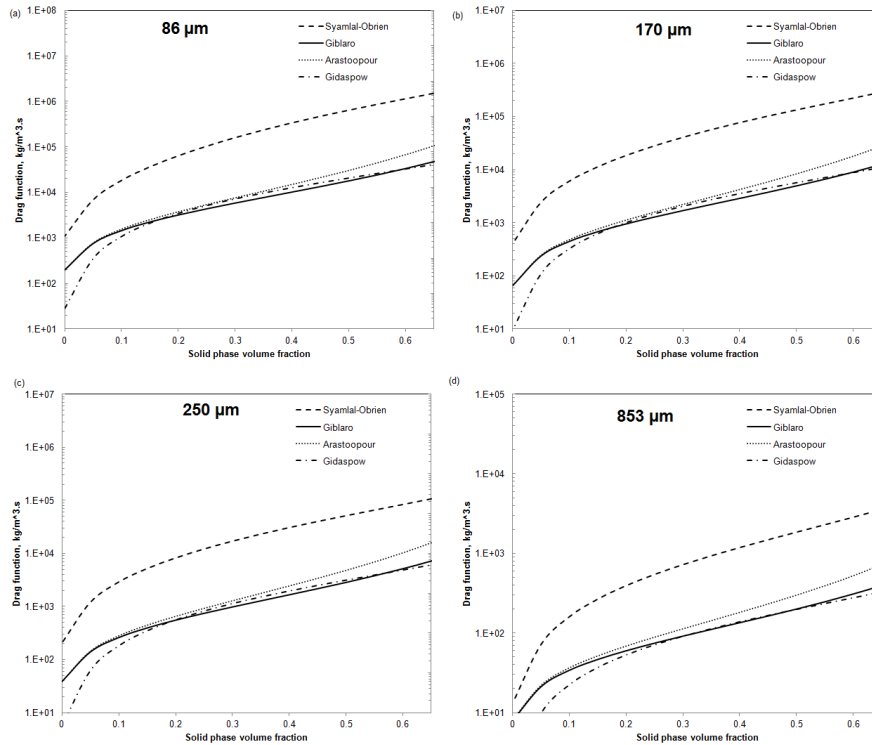 (a)
86 µm
Syamlal-Obrien
Giblaro
Arastoopour
Gidaspow
1.E+08
1.E+07
1.E+06
1.E+05
1.E+04
1.E+03
1.E+02
1.E+01
Drag function, kg/m^3.s
0 0.1 0.2 0.3 0.4 0.5 0.6
Solid phase volume fraction
(b)
170 µm
Syamlal-Obrien
Giblaro
Arastoopour
Gidaspow
1.E+07
1.E+06
1.E+05
1.E+04
1.E+03
1.E+02
1.E+01
Drag function, kg/m^3.s
0 0.1 0.2 0.3 0.4 0.5 0.6
Solid phase volume fraction
(c)
250 µm
Syamlal-Obrien
Giblaro
Arastoopour
Gidaspow
1.E+07
1.E+06
1.E+05
1.E+04
1.E+03
1.E+02
1.E+01
Drag function, kg/m^3.s
0 0.1 0.2 0.3 0.4 0.5 0.6
Solid phase volume fraction
(d)
853 µm
Syamlal-Obrien
Giblaro
Arastoopour
Gidaspow
1.E+05
1.E+04
1.E+03
1.E+02
1.E+01
Drag function, kg/m^3.s
0 0.1 0.2 0.3 0.4 0.5 0.6
Solid phase volume fraction